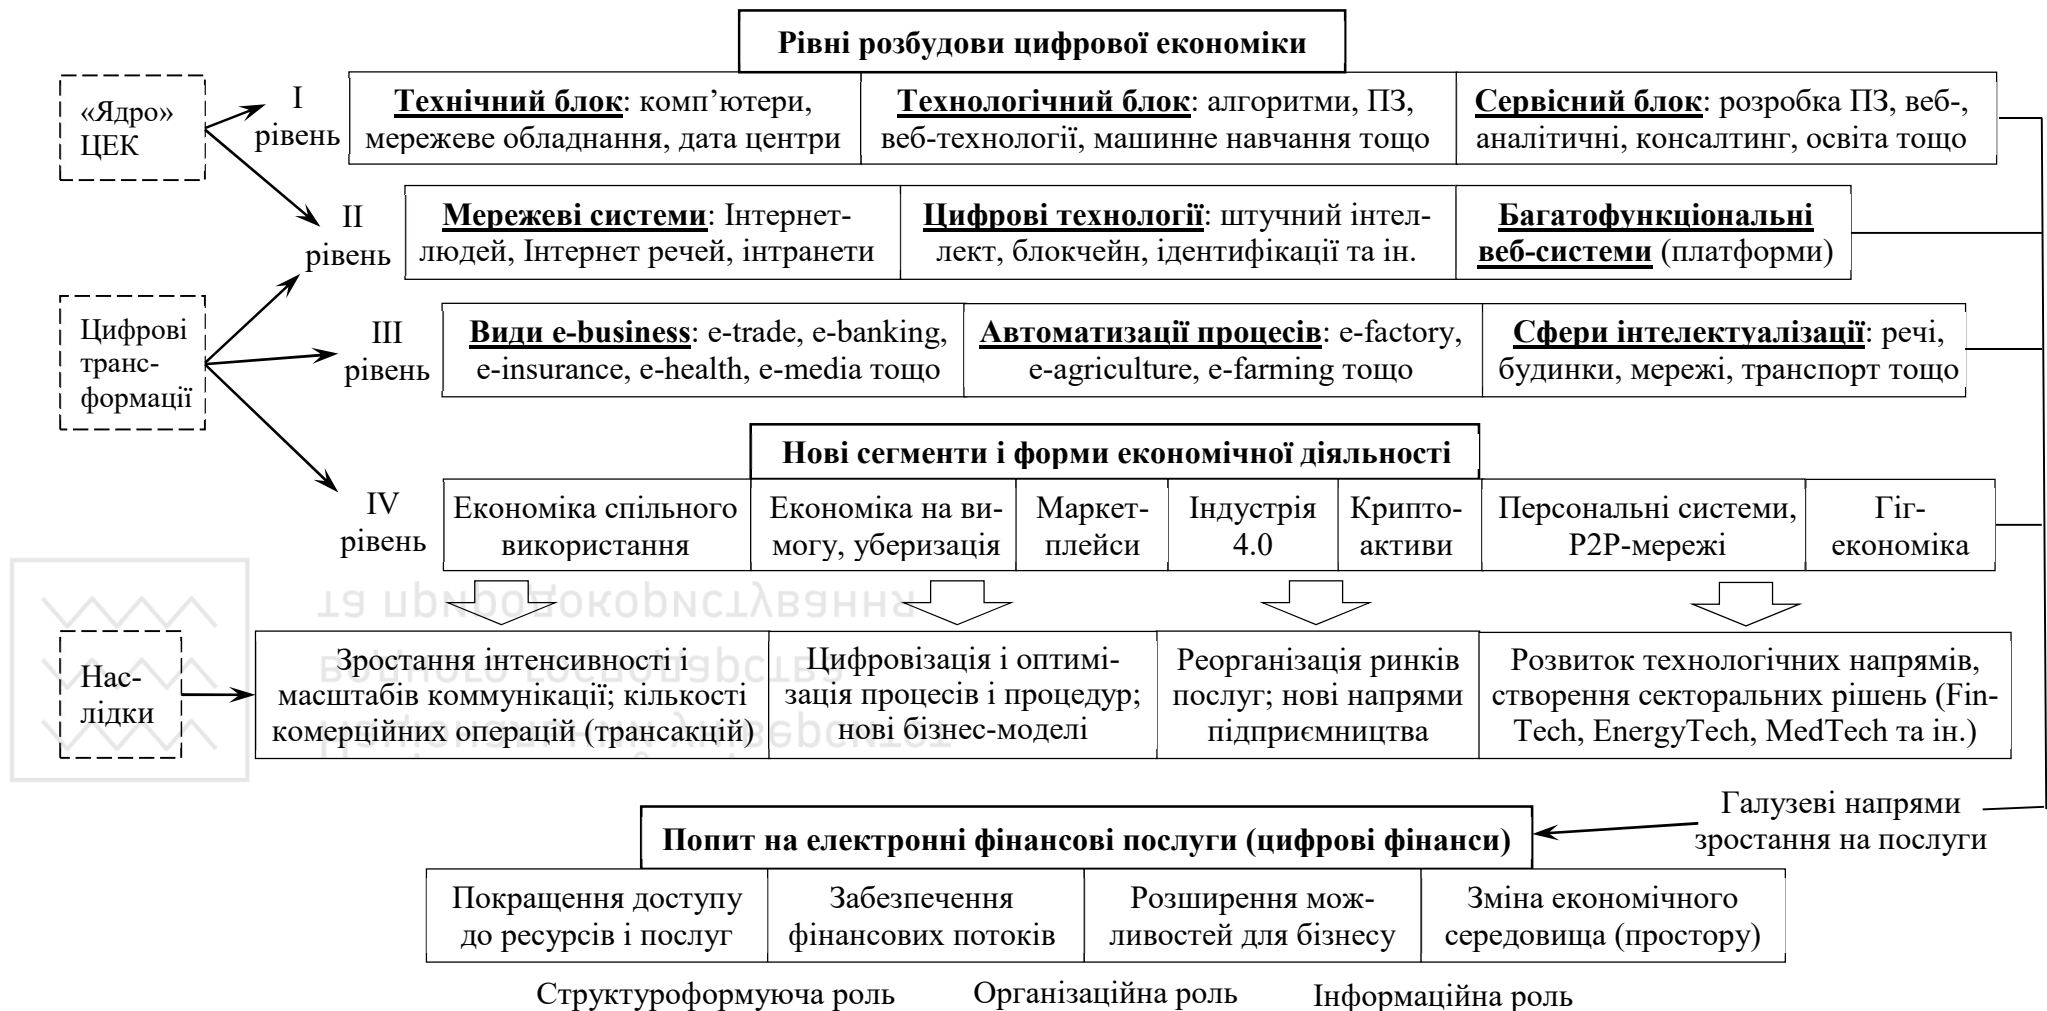 Рівні розбудови цифрової економіки
«Ядро»
ЦЕК
I
рівень
Технічний блок: комп’ютери,
мережеве обладнання, дата центри
Технологічний блок: алгоритми, ПЗ,
веб-технології, машинне навчання тощо
Сервісний блок: розробка ПЗ, веб-,
аналітичні, консалтинг, освіта тощо
II
рівень
Мережеві системи: Інтернет-
людей, Інтернет речей, інтранети
Цифрові технології: штучний інтел-
лект, блокчейн, ідентифікації та ін.
Багатофункціональні
веб-системи (платформи)
Цифрові
транс-
формації
III
рівень
Види e-business: e-trade, e-banking,
e-insurance, e-health, e-media тощо
Автоматизації процесів: e-factory,
e-agriculture, e-farming тощо
Сфери інтелектуалізації: речі,
будинки, мережі, транспорт тощо
Нові сегменти і форми економічної діяльності
IV
рівень
Економіка спільного
використання
Економіка на ви-
могу, уберизація
Маркет-
плейси
Індустрія
4.0
Крипто-
активи
Персональні системи,
P2P-мережі
Гіг-
економіка
та природокористування
водного господарства
Національний університет
Нас-
лідки
Зростання інтенсивності і
масштабів коммунікації; кількості
комерційних операцій (трансакцій)
Цифровізація і оптимі-
зація процесів і процедур;
нові бізнес-моделі
Реорганізація ринків
послуг; нові напрями
підприємництва
Розвиток технологічних напрямів,
створення секторальних рішень (Fin-
Tech, EnergyTech, MedTech та ін.)
Галузеві напрями
зростання на послуги
Попит на електронні фінансові послуги (цифрові фінанси)
Покращення доступу
до ресурсів і послуг
Забезпечення
фінансових потоків
Розширення мож-
ливостей для бізнесу
Зміна економічного
середовища (простору)
Структуроформуюча роль
Організаційна роль
Інформаційна роль